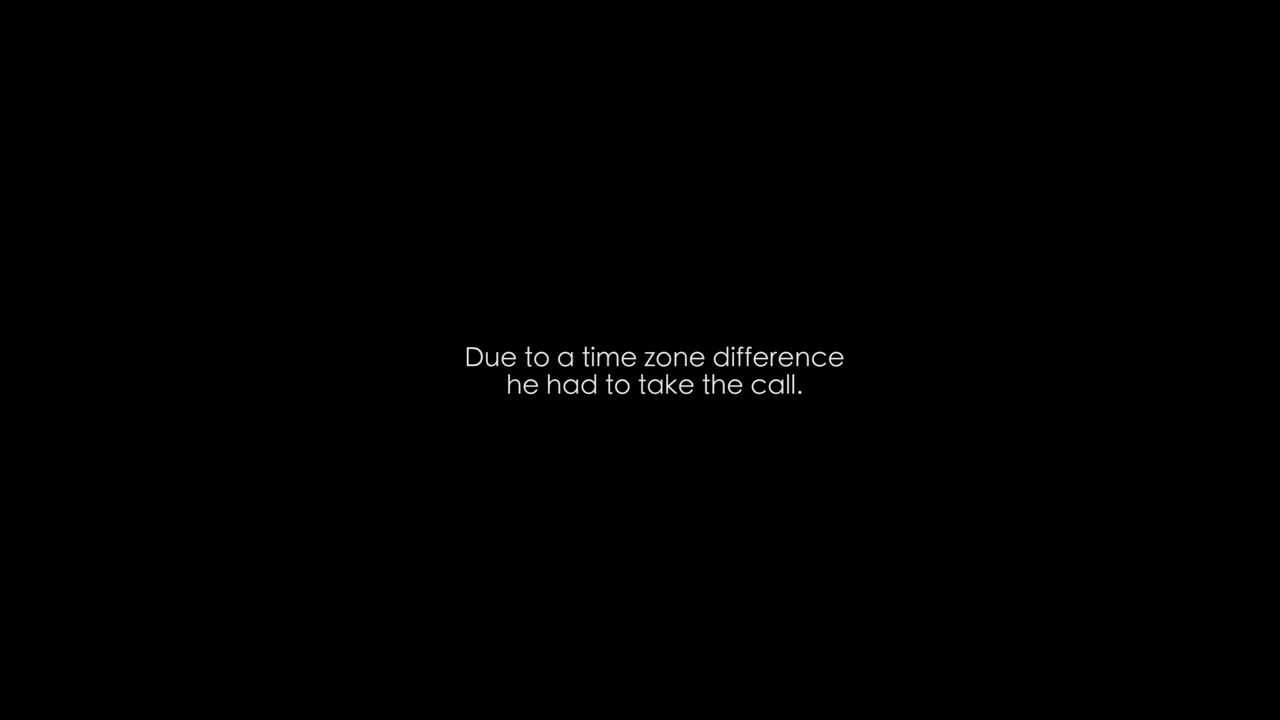 Due to a time zone difference
he had to take the call.